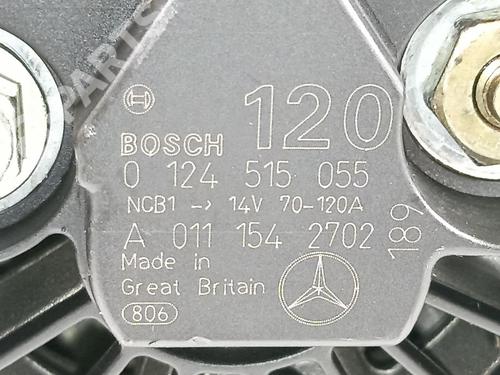 BOSCH 120
0 124 515 055
NCB1 -> 14V 70-120A
A 011 154 2702
189
Made in
Great Britain
806